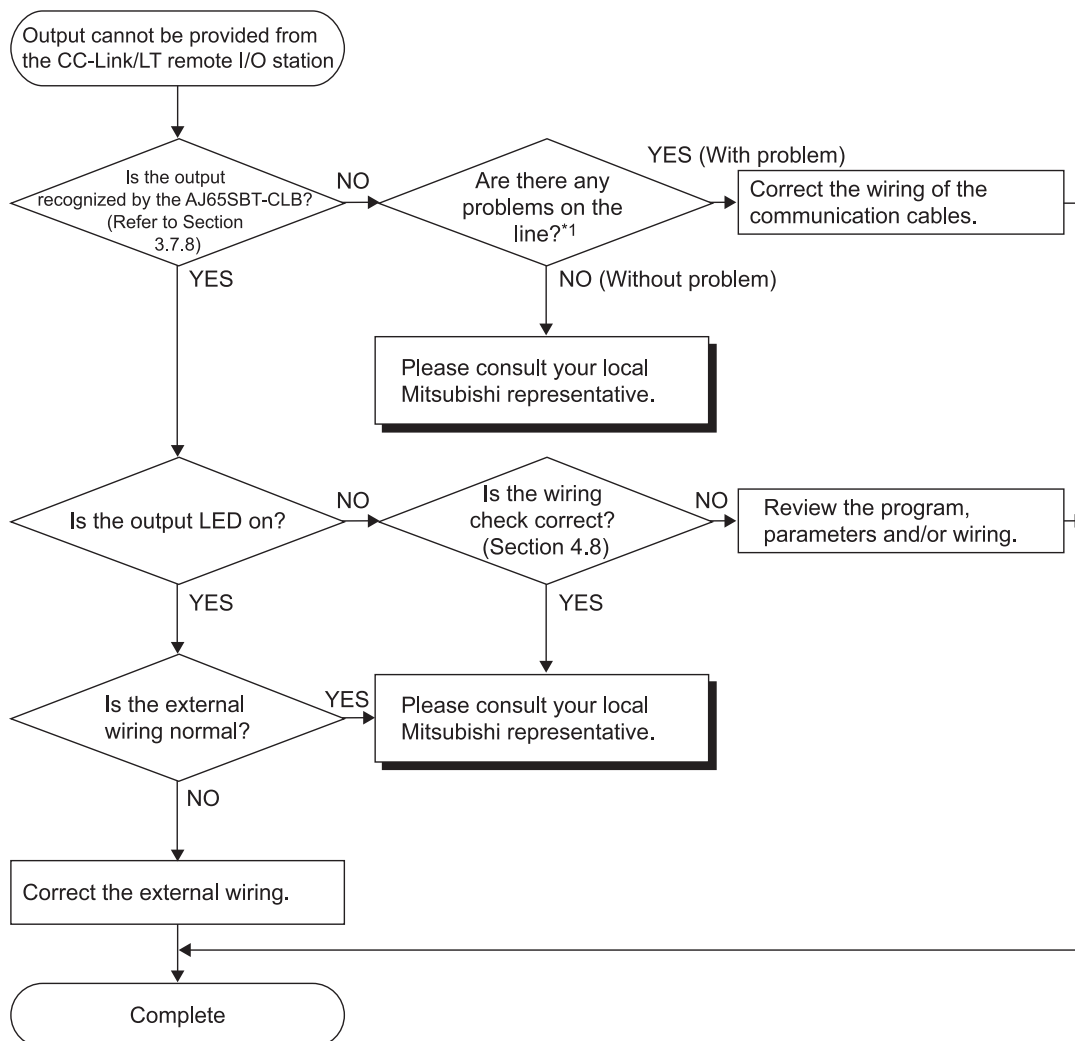 Output cannot be provided from
the CC-Link/LT remote I/O station
Is the output
recognized by the AJ65SBT-CLB?
(Refer to Section
3.7.8)
NO
YES
Are there any
problems on the
line?*1
YES (With problem)
Correct the wiring of the
communication cables.
NO (Without problem)
Please consult your local
Mitsubishi representative.
Is the output LED on?
NO
YES
Is the wiring
check correct?
(Section 4.8)
NO
Review the program,
parameters and/or wiring.
YES
Is the external
wiring normal?
YES
Please consult your local
Mitsubishi representative.
NO
Correct the external wiring.
Complete